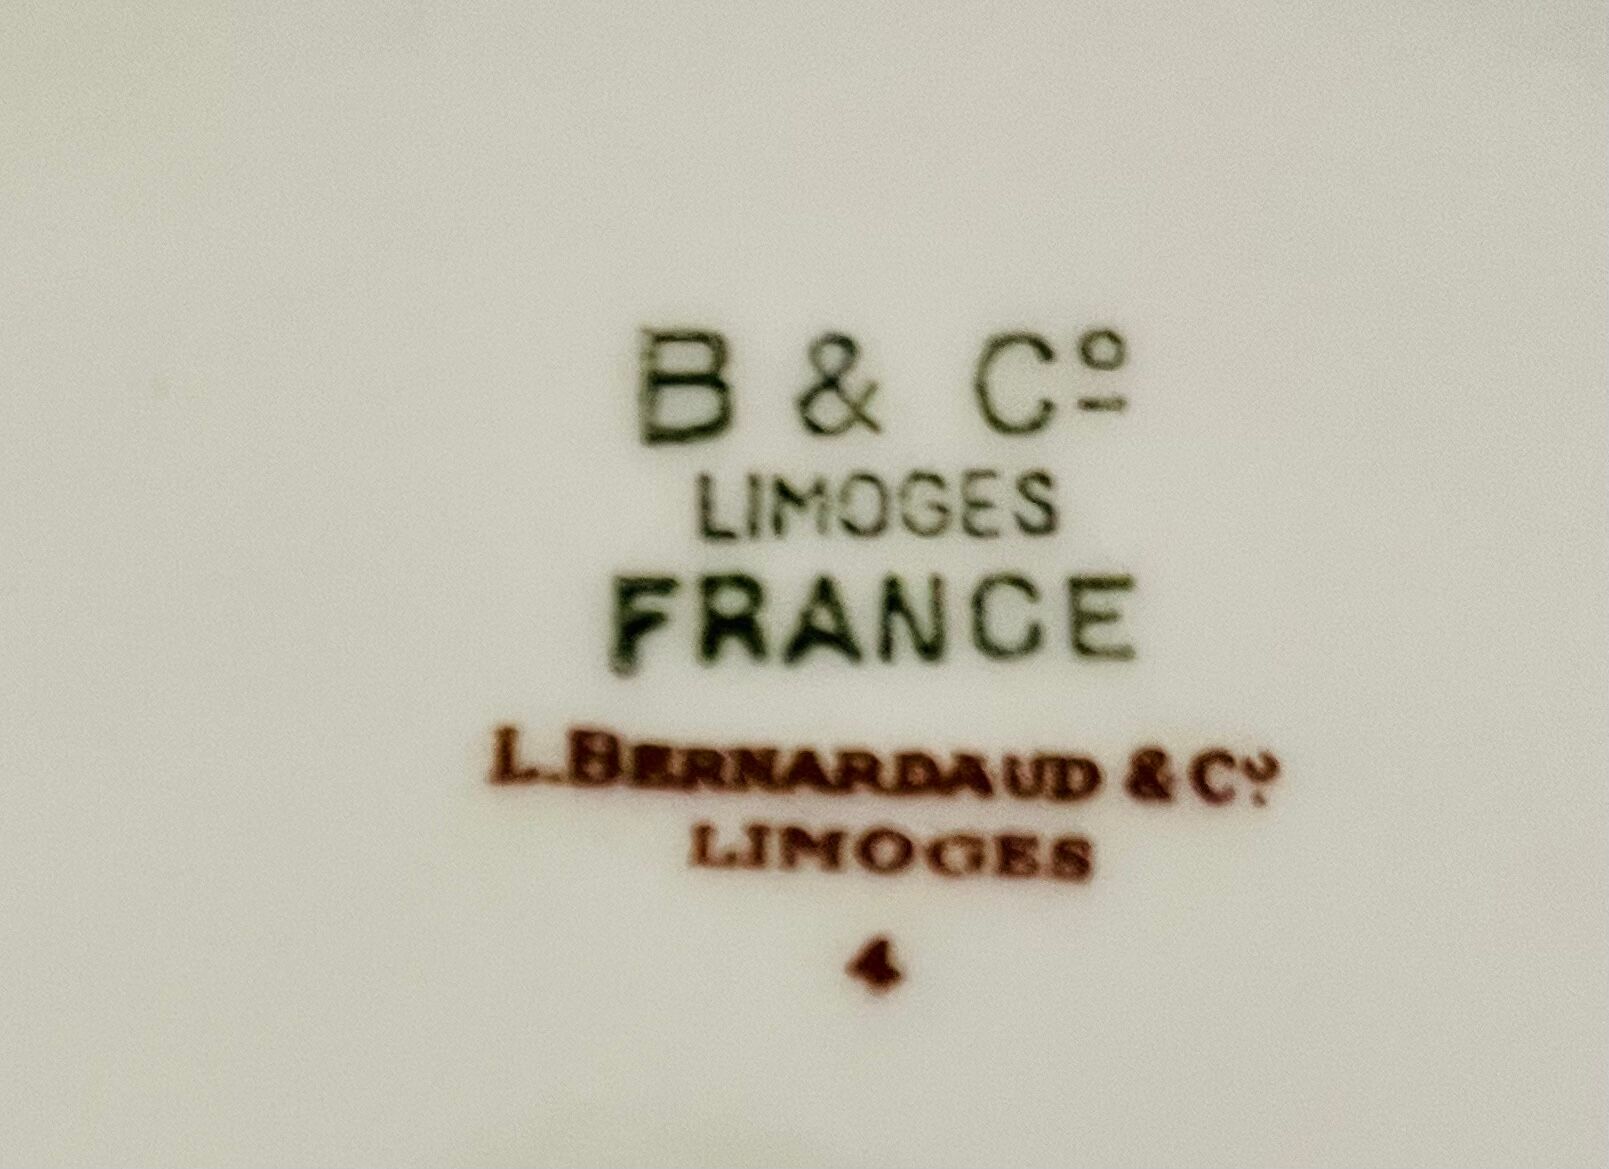 B & Cº
LIMOGES
FRANCE
L. BERNARDAUD & Cº
LIMOGES
4